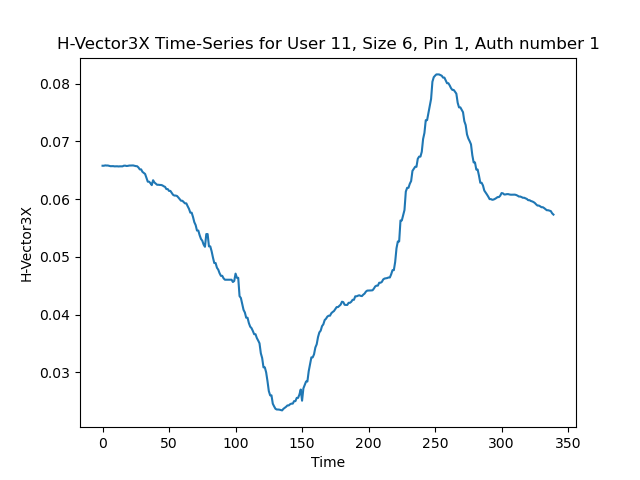 H-Vector3X Time-Series for User 11, Size 6, Pin 1, Auth number 1
0.08
0.07
0.06
0.05
0.04
0.03
H-Vector3X
0 50 100 150 200 250 300 350
Time